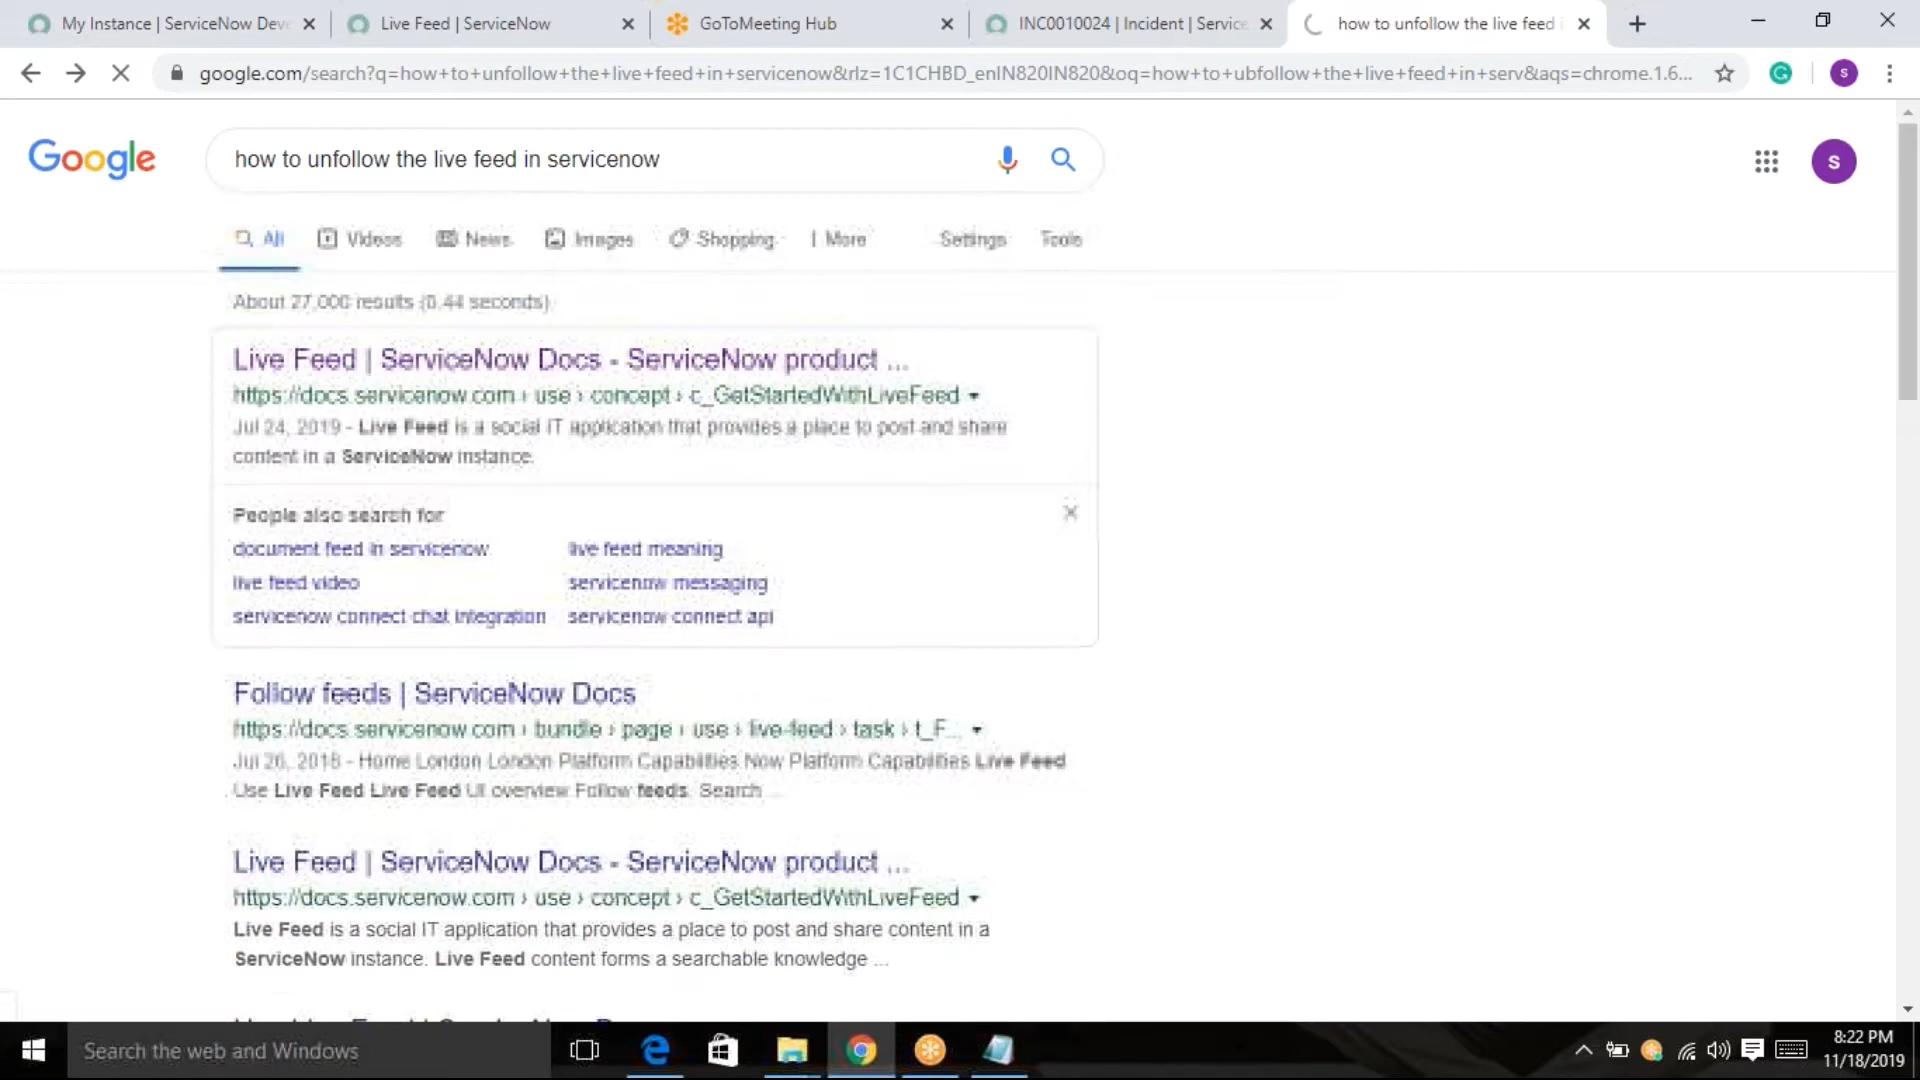 My Instance | ServiceNow Deve
Live Feed | ServiceNow
GoToMeeting Hub
INC0010024 | Incident | Service
how to unfollow the live feed i
google.com/search?q=how+to+unfollow+the+live+feed+in+servicenow&rlz=1C1CHBD_enIN820IN820&oq=how+to+ubfollow+the+live+feed+in+serv&aqs=chrome.1.6...
S
Google
how to unfollow the live feed in servicenow
S
All
Videos
News
Images
Shopping
More
Settings
Tools
About 27,000 results (0.44 seconds)
Live Feed | ServiceNow Docs - ServiceNow product ...
https://docs.servicenow.com › use › concept › c_GetStartedWithLiveFeed
Jul 24, 2019 - Live Feed is a social IT application that provides a place to post and share
content in a ServiceNow instance.
People also search for
document feed in servicenow
live feed meaning
live feed video
servicenow messaging
servicenow connect chat integration
servicenow connect api
Follow feeds | ServiceNow Docs
https://docs.servicenow.com › bundle › page › use › live-feed › task › t_F...
Jul 26, 2018 - Home London London Platform Capabilities Now Platform Capabilities Live Feed
Use Live Feed Live Feed UI overview Follow feeds. Search ...
Live Feed | ServiceNow Docs - ServiceNow product ...
https://docs.servicenow.com › use › concept › c_GetStartedWithLiveFeed
Live Feed is a social IT application that provides a place to post and share content in a
ServiceNow instance. Live Feed content forms a searchable knowledge ...
Search the web and Windows
8:22 PM
11/18/2019